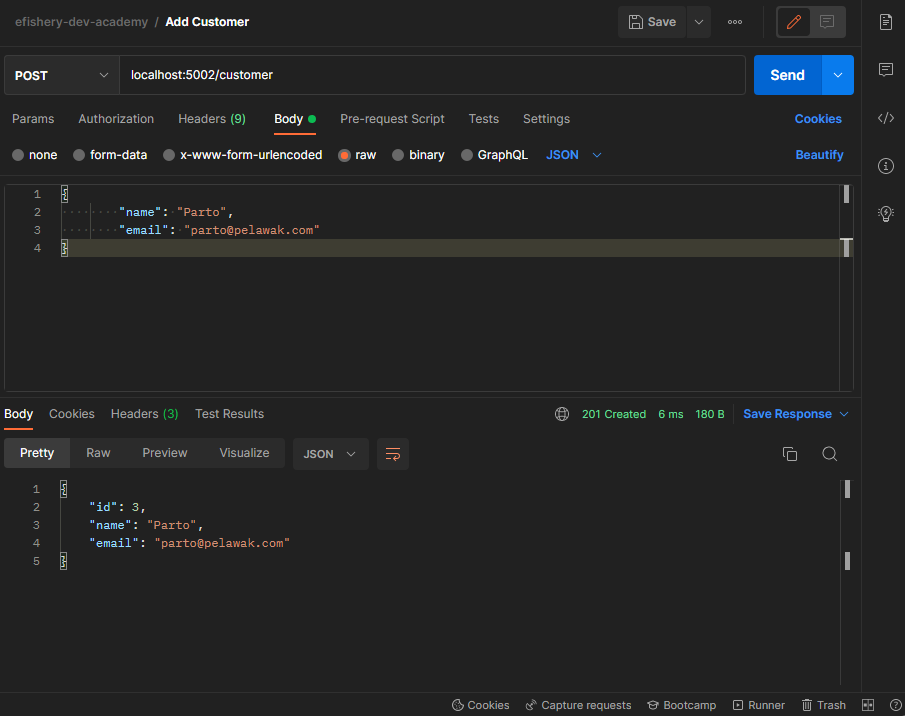 efishery-dev-academy / Add Customer Save
POST localhost:5002/customer Send
Params Authorization Headers (9) Body Pre-request Script Tests Settings Cookies
none form-data x-www-form-urlencoded raw binary GraphQL JSON Beautify
1 {
2 "name": "Parto",
3 "email": "parto@pelawak.com"
4 }
Body Cookies Headers (3) Test Results 201 Created 6 ms 180 B Save Response
Pretty Raw Preview Visualize JSON
1 {
2 "id": 3,
3 "name": "Parto",
4 "email": "parto@pelawak.com"
5 }
Cookies Capture requests Bootcamp Runner Trash